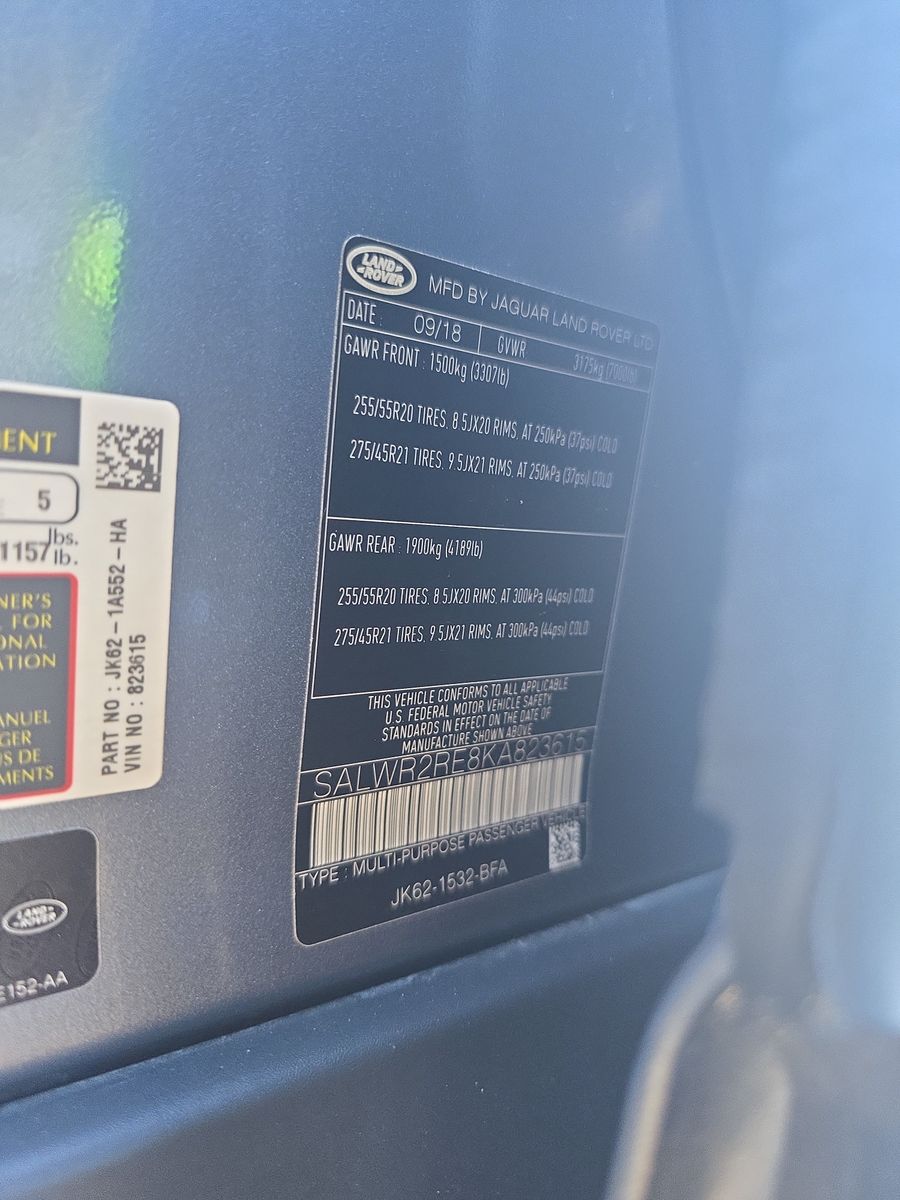 ENT
5
lbs.
1157 lb.
NER'S
FOR
ONAL
ATION
ANUEL
GER
US DE
MENTS
PART NO : JK62-1A552-HA
VIN NO : 823615
LAND ROVER
E152-AA
LAND ROVER
MFD BY JAGUAR LAND ROVER LTD
DATE : 09/18 GVWR 3175kg (7000lb)
GAWR FRONT : 1500kg (3307lb)
255/55R20 TIRES, 8.5JX20 RIMS, AT 250kPa (37psi) COLD
275/45R21 TIRES, 9.5JX21 RIMS, AT 250kPa (37psi) COLD
GAWR REAR : 1900kg (4189lb)
255/55R20 TIRES, 8.5JX20 RIMS, AT 300kPa (44psi) COLD
275/45R21 TIRES, 9.5JX21 RIMS, AT 300kPa (44psi) COLD
THIS VEHICLE CONFORMS TO ALL APPLICABLE
U.S. FEDERAL MOTOR VEHICLE SAFETY
STANDARDS IN EFFECT ON THE DATE OF
MANUFACTURE SHOWN ABOVE
SALWR2RE8KA823615
TYPE : MULTI-PURPOSE PASSENGER VEHICLE
JK62-1532-BFA